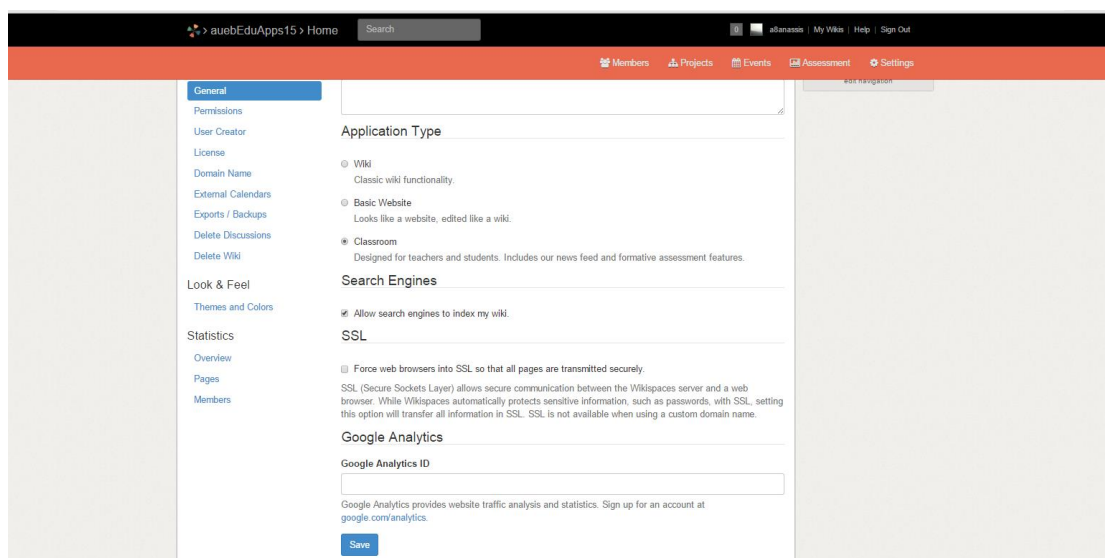 auebEduApps15 > Home
Search
0
a8anassis | My Wikis | Help | Sign Out
Members
Projects
Events
Assessment
Settings
edit navigation
General
Permissions
User Creator
License
Domain Name
External Calendars
Exports / Backups
Delete Discussions
Delete Wiki
Look & Feel
Themes and Colors
Statistics
Overview
Pages
Members
Application Type
Wiki
Classic wiki functionality.
Basic Website
Looks like a website, edited like a wiki.
Classroom
Designed for teachers and students. Includes our news feed and formative assessment features.
Search Engines
Allow search engines to index my wiki.
SSL
Force web browsers into SSL so that all pages are transmitted securely.
SSL (Secure Sockets Layer) allows secure communication between the Wikispaces server and a web
browser. While Wikispaces automatically protects sensitive information, such as passwords, with SSL, setting
this option will transfer all information in SSL. SSL is not available when using a custom domain name.
Google Analytics
Google Analytics ID
Google Analytics provides website traffic analysis and statistics. Sign up for an account at
google.com/analytics.
Save